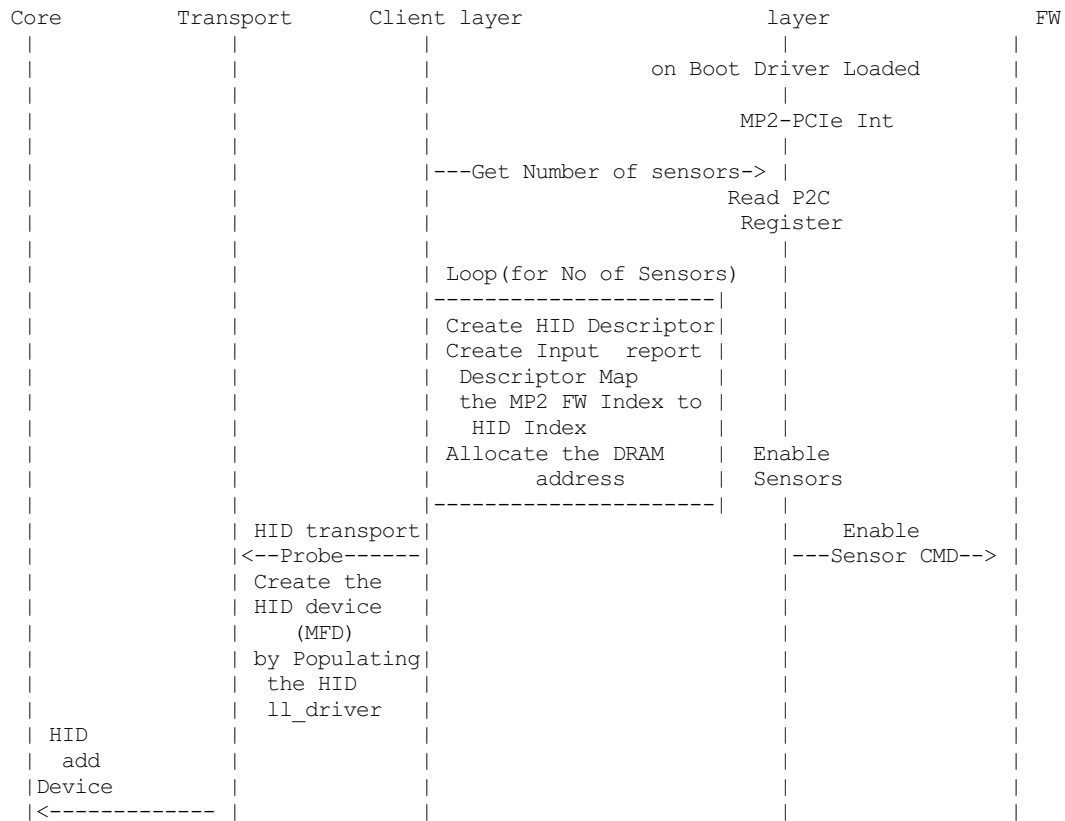 Core Transport Client layer layer FW
on Boot Driver Loaded
MP2-PCIe Int
---Get Number of sensors->
Read P2C
Register
Loop(for No of Sensors)
Create HID Descriptor
Create Input report
Descriptor Map
the MP2 FW Index to
HID Index
Allocate the DRAM Enable
address Sensors
HID transport Enable
<--Probe------ ---Sensor CMD-->
Create the
HID device
(MFD)
by Populating
the HID
ll_driver
HID
add
Device